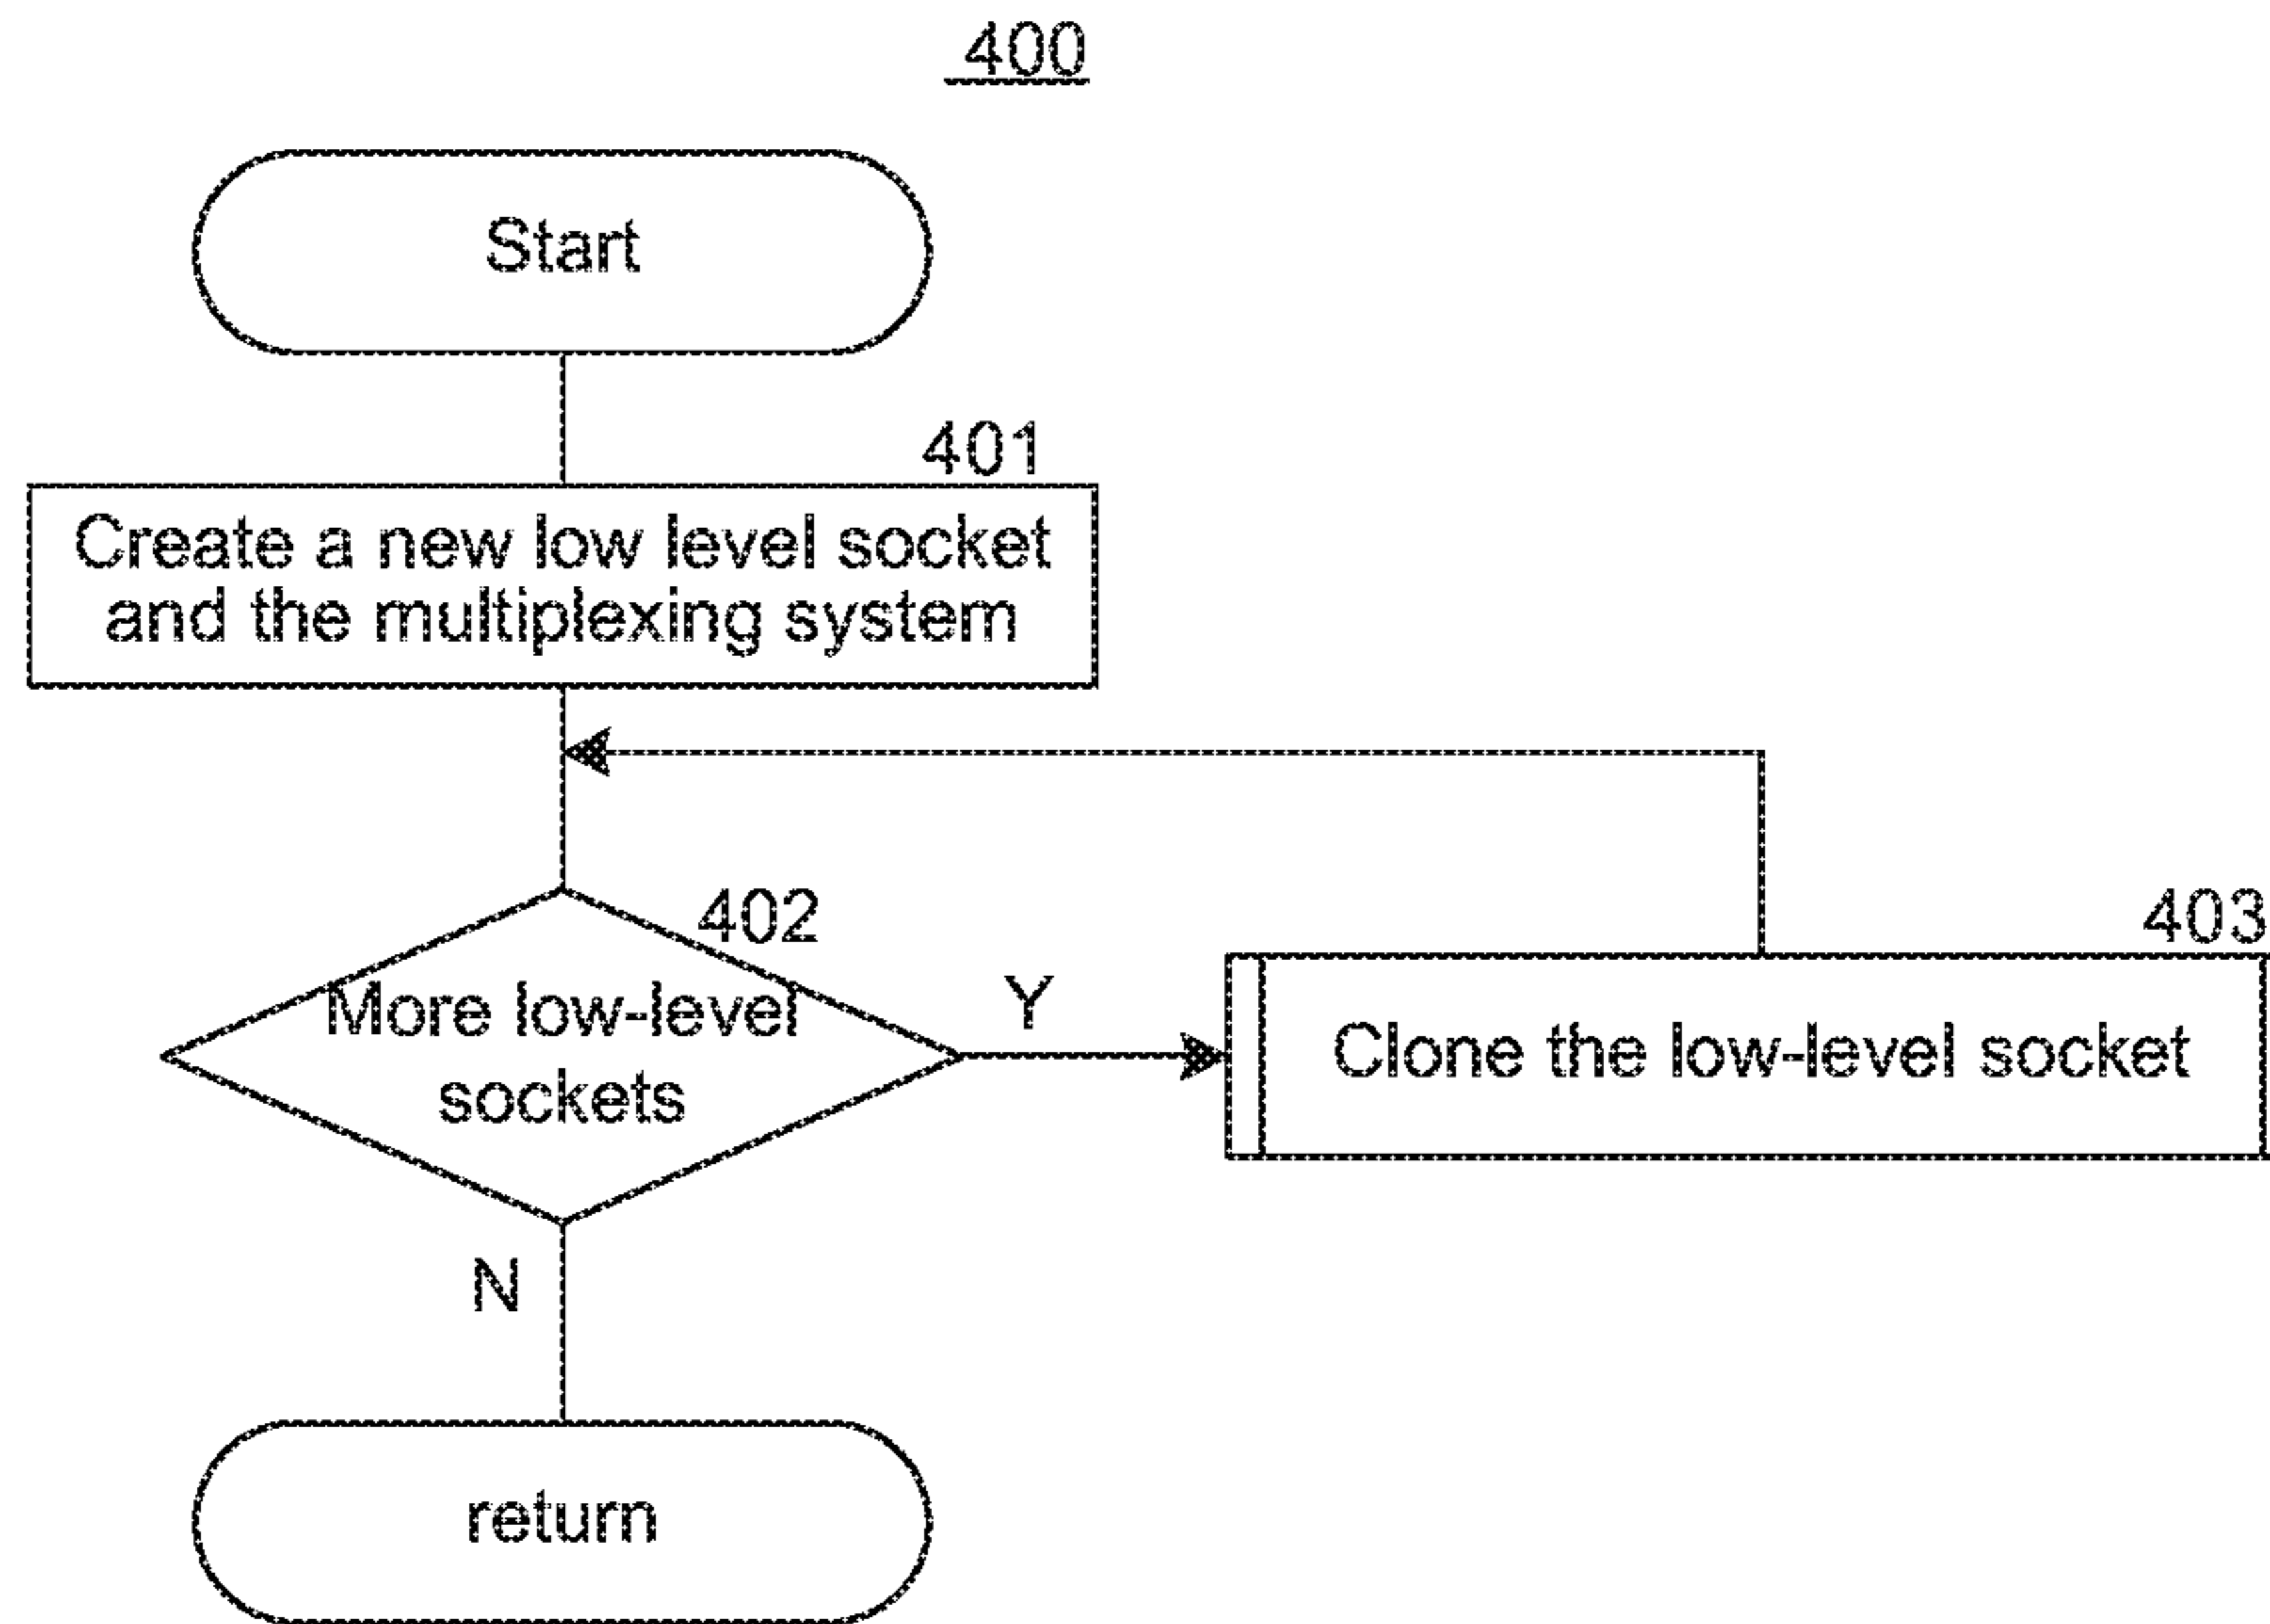 400
Start
401
Create a new low level socket
and the multiplexing system
402
More low-level
sockets
Y
403
Clone the low-level socket
N
return